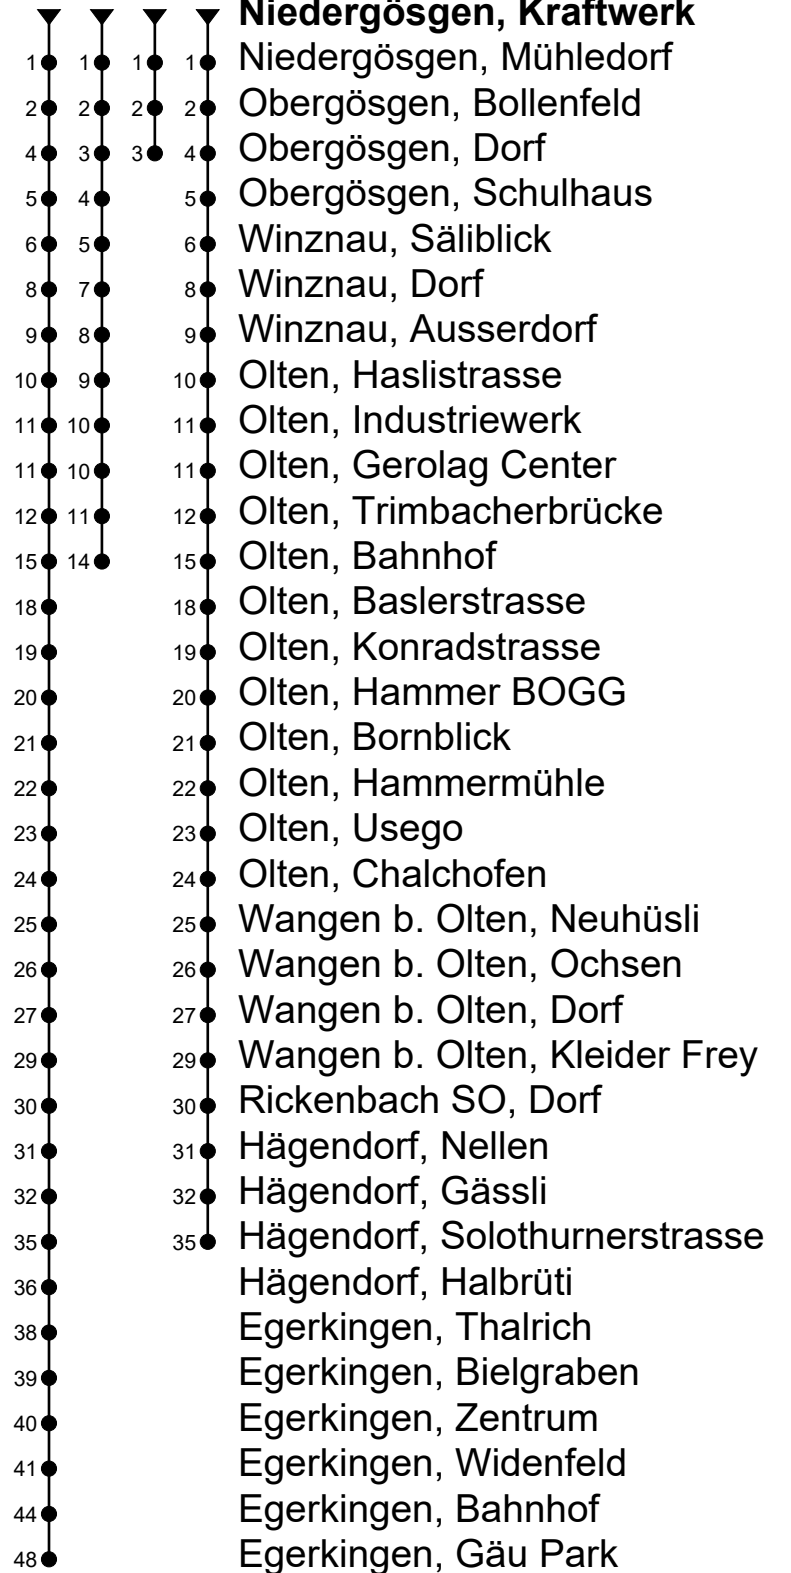 Niedergösgen, Kraftwerk
1 1 1 1 Niedergösgen, Mühledorf
2 2 2 2 Obergösgen, Bollenfeld
4 3 3 4 Obergösgen, Dorf
5 4 5 Obergösgen, Schulhaus
6 5 6 Winznau, Säliblick
8 7 8 Winznau, Dorf
9 8 9 Winznau, Ausserdorf
10 9 10 Olten, Haslistrasse
11 10 11 Olten, Industriewerk
11 10 11 Olten, Gerolag Center
12 11 12 Olten, Trimbacherbrücke
15 14 15 Olten, Bahnhof
18 18 Olten, Baslerstrasse
19 19 Olten, Konradstrasse
20 20 Olten, Hammer BOGG
21 21 Olten, Bornblick
22 22 Olten, Hammermühle
23 23 Olten, Usego
24 24 Olten, Chalchofen
25 25 Wangen b. Olten, Neuhüsli
26 26 Wangen b. Olten, Ochsen
27 27 Wangen b. Olten, Dorf
29 29 Wangen b. Olten, Kleider Frey
30 30 Rickenbach SO, Dorf
31 31 Hägendorf, Nellen
32 32 Hägendorf, Gässli
35 35 Hägendorf, Solothurnerstrasse
36 Hägendorf, Halbrüti
38 Egerkingen, Thalrich
39 Egerkingen, Bielgraben
40 Egerkingen, Zentrum
41 Egerkingen, Widenfeld
44 Egerkingen, Bahnhof
48 Egerkingen, Gäu Park